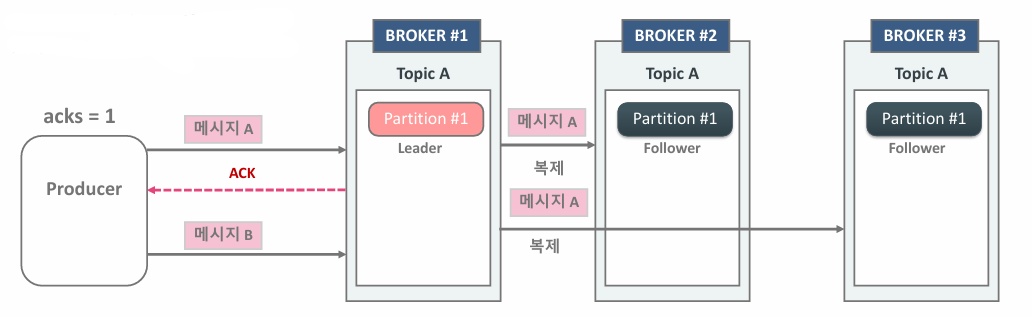 BROKER #1
BROKER #2
BROKER #3
Topic A
Topic A
Topic A
acks = 1
Partition #1
Partition #1
Partition #1
메시지 A
메시지 A
Leader
Follower
Follower
복제
ACK
Producer
메시지 A
메시지 B
복제